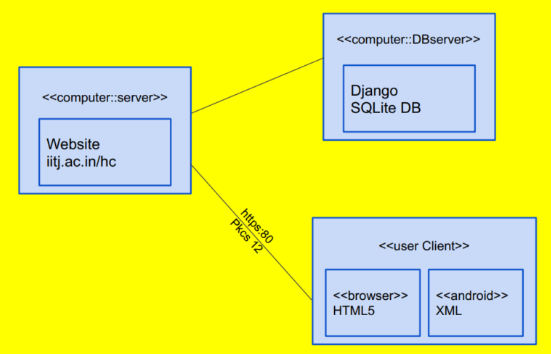 <<computer::server>>
Website
iitj.ac.in/hc
<<computer::DBserver>>
Django
SQLite DB
https:80
Pkcs 12
<<user Client>>
<<browser>>
HTML5
<<android>>
XML